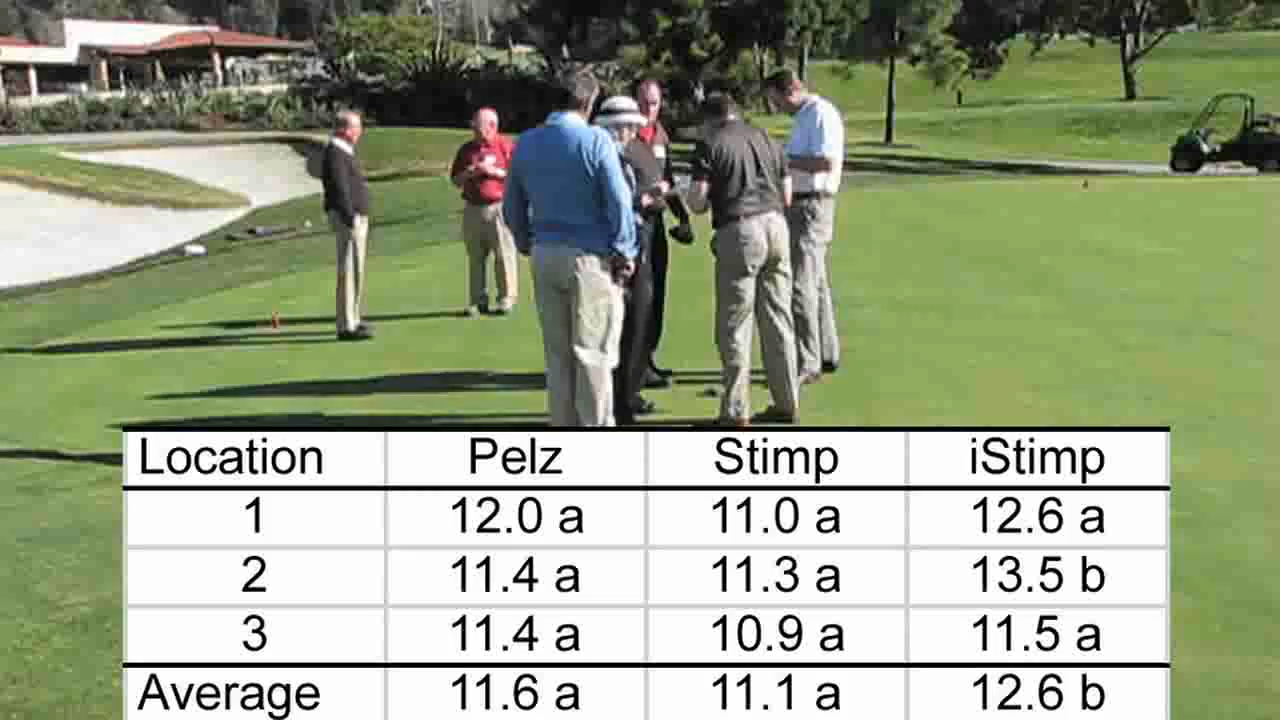 Location Pelz Stimp iStimp
1 12.0 a 11.0 a 12.6 a
2 11.4 a 11.3 a 13.5 b
3 11.4 a 10.9 a 11.5 a
Average 11.6 a 11.1 a 12.6 b